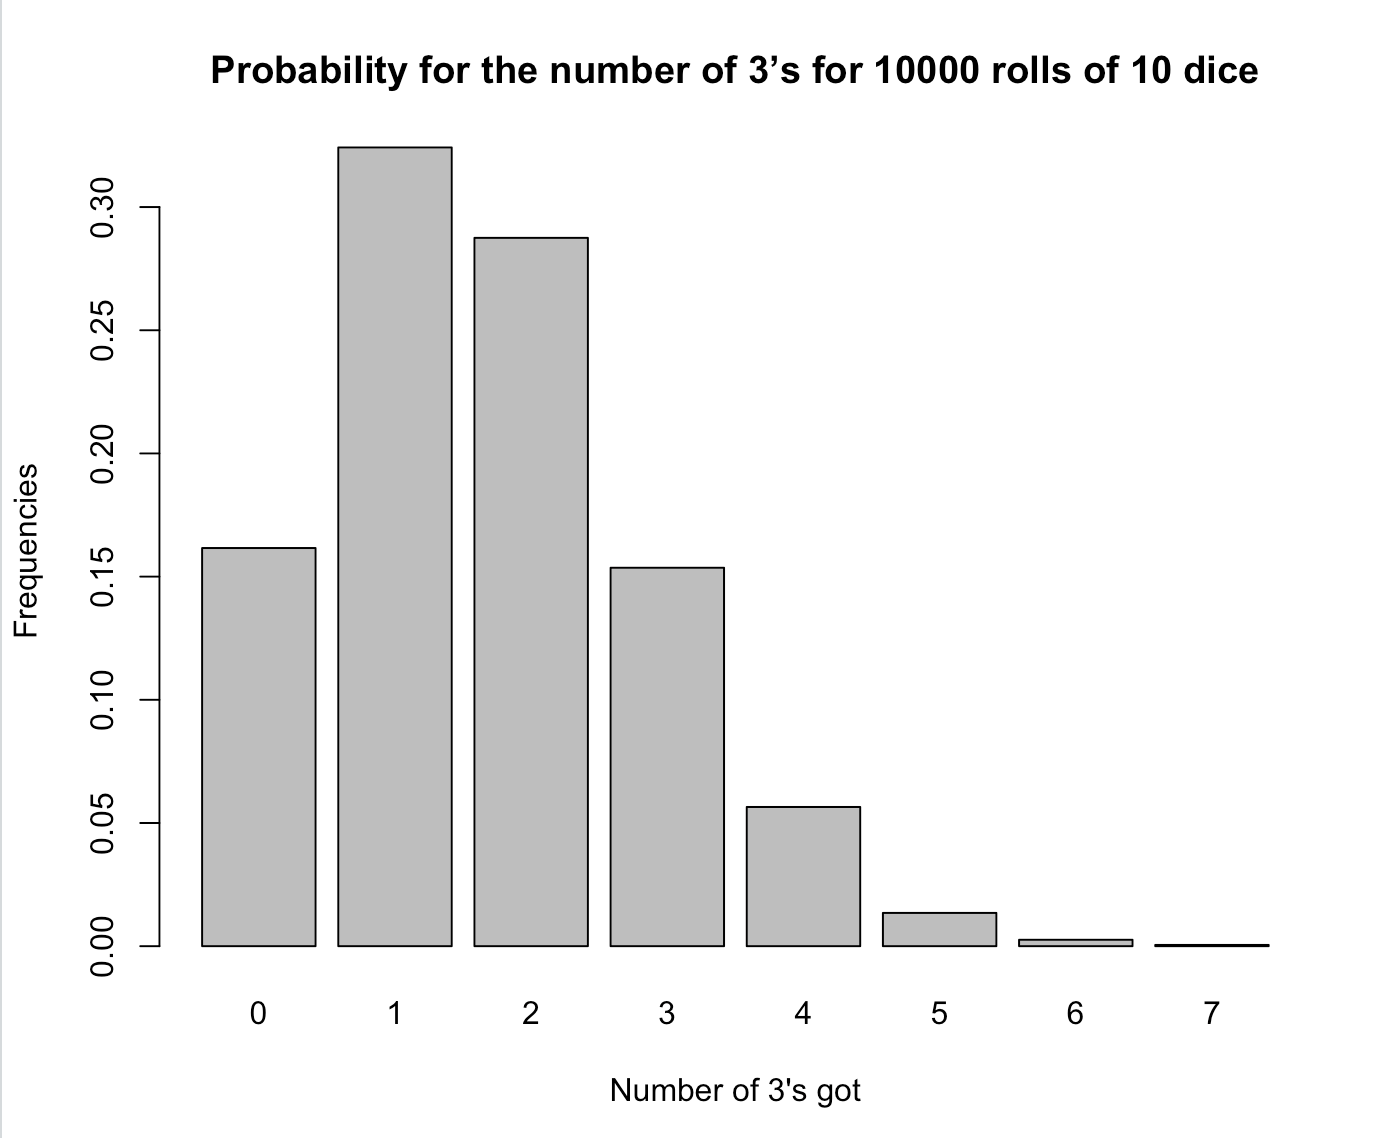 Probability for the number of 3’s for 10000 rolls of 10 dice
Frequencies
0.30
0.25
0.20
0.15
0.10
0.05
0.00
0 1 2 3 4 5 6 7
Number of 3's got